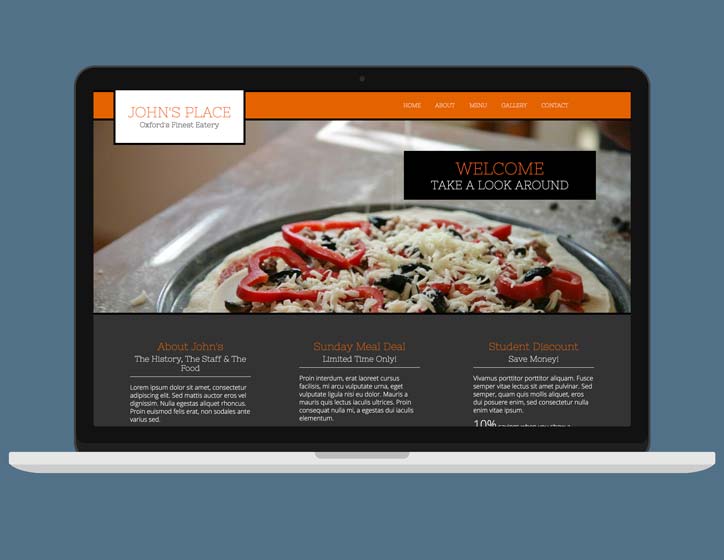 JOHN'S PLACE
Oxford's Finest Eatery
HOME ABOUT MENU GALLERY CONTACT
WELCOME
TAKE A LOOK AROUND
About John's
The History, The Staff & The
Food
Lorem ipsum dolor sit amet, consectetur
adipiscing elit. Sed mattis auctor eros vel
dignissim. Nulla egestas aliquet rhoncus.
Proin euismod felis erat, non sodales ante
varius sed.
Sunday Meal Deal
Limited Time Only!
Proin interdum, erat laoreet cursus
facilisis, mi arcu vulputate urna, eget
vulputate ligula nisi eu dolor. Mauris a
mauris quis lectus iaculis ultrices. Proin
consequat nulla mi, a egestas dui iaculis
elementum.
Student Discount
Save Money!
Vivamus porttitor porttitor aliquam. Fusce
semper vitae lectus sit amet pulvinar. Sed
semper, quam quis mollis aliquet, eros
dui posuere enim, sed consectetur nulla
enim vitae ipsum.
10%